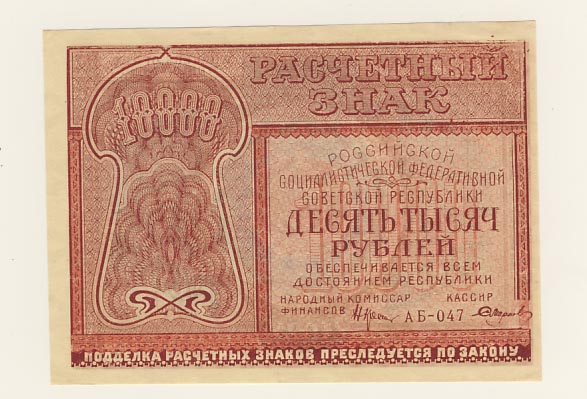 10000
РАСЧЕТНЫЙ
ЗНАК
РОССИЙСКОЙ
СОЦИАЛИСТИЧЕСКОЙ ФЕДЕРАТИВНОЙ
СОВЕТСКОЙ РЕСПУБЛИКИ
ДЕСЯТЬ ТЫСЯЧ
РУБЛЕЙ
ОБЕСПЕЧИВАЕТСЯ ВСЕМ
ДОСТОЯНИЕМ РЕСПУБЛИКИ
НАРОДНЫЙ КОМИССАР КАССИР
ФИНАНСОВ АБ-047
ПОДДЕЛКА РАСЧЕТНЫХ ЗНАКОВ ПРЕСЛЕДУЕТСЯ ПО ЗАКОНУ